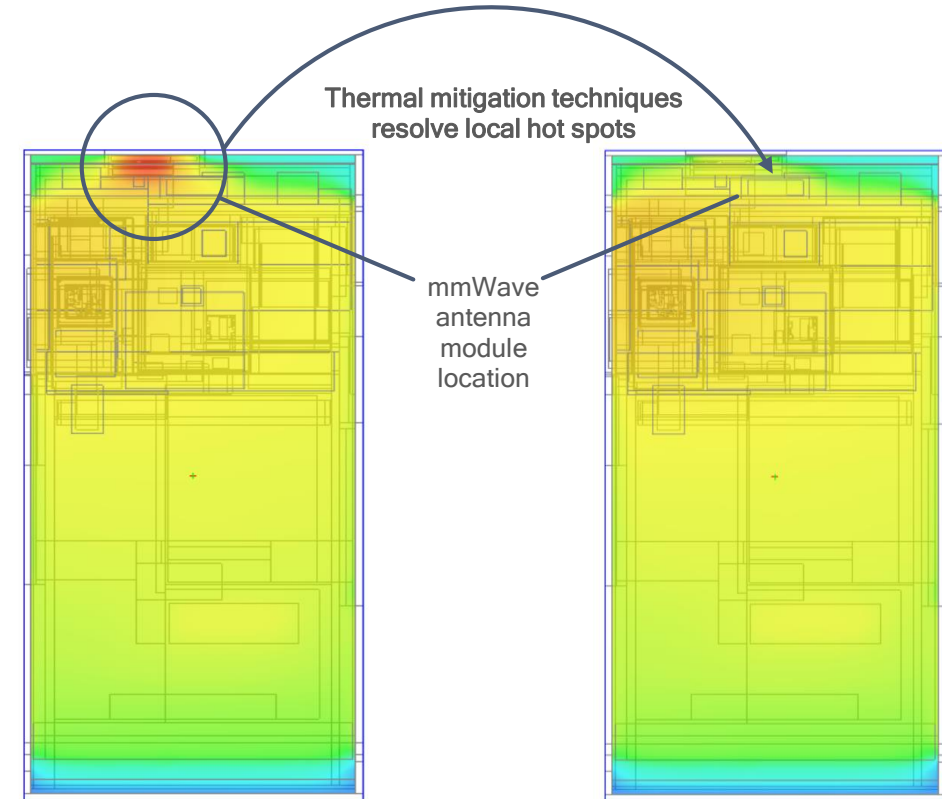 Thermal mitigation techniques
resolve local hot spots
mmWave
antenna
module
location